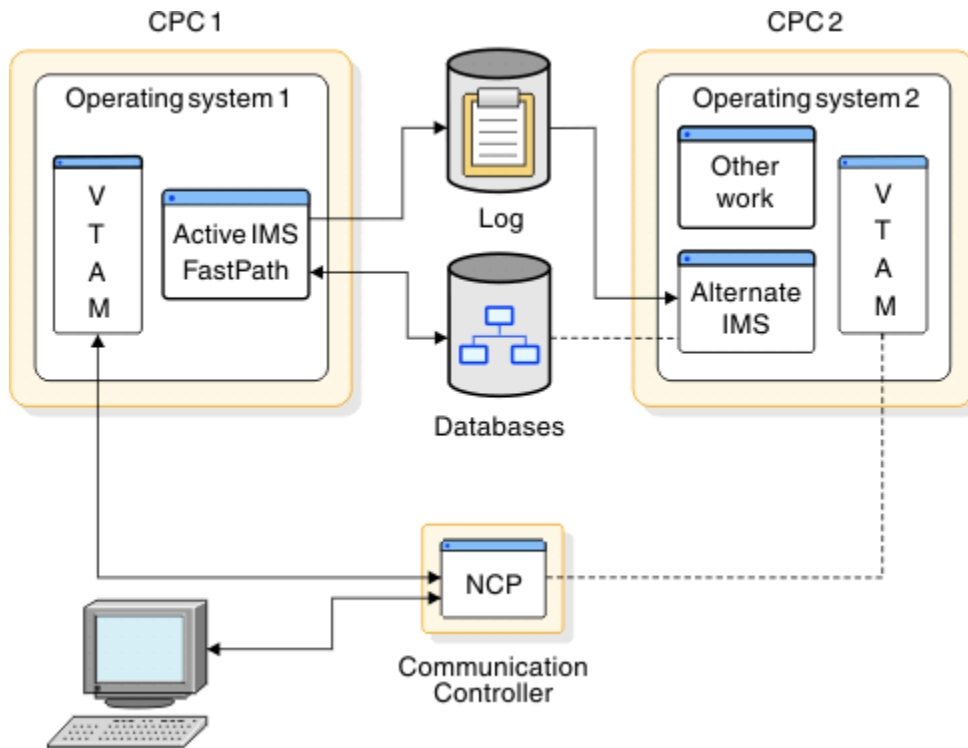 CPC 1
CPC 2
Operating system 1
Operating system 2
V
T
A
M
Active IMS
FastPath
Log
Databases
Other
work
Alternate
IMS
V
T
A
M
NCP
Communication
Controller